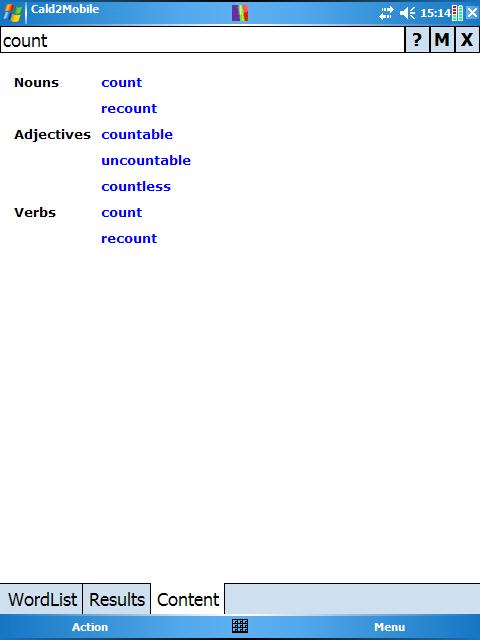 Cald2Mobile 15:14
count ? M X
Nouns count
recount
Adjectives countable
uncountable
countless
Verbs count
recount
WordList Results Content
Action Menu